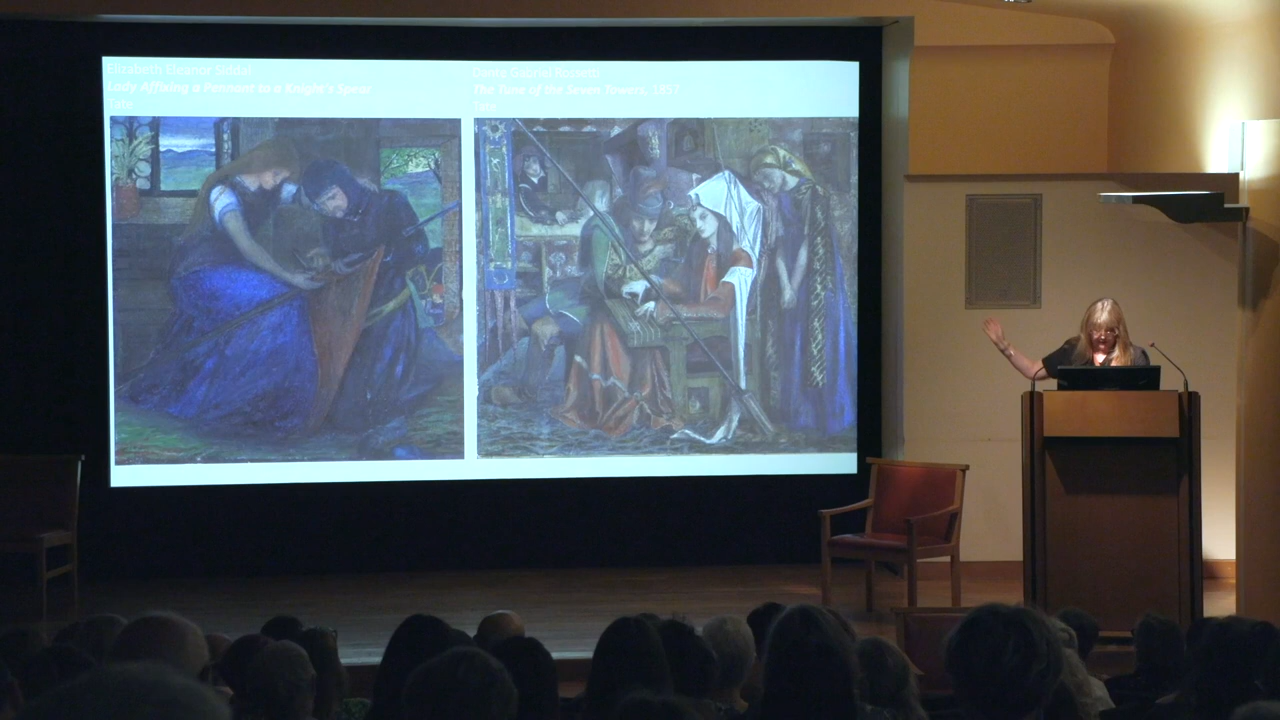 Elizabeth Eleanor Siddal
Lady Affixing a Pennant to a Knight's Spear
Tate
Dante Gabriel Rossetti
The Tune of the Seven Towers, 1857
Tate